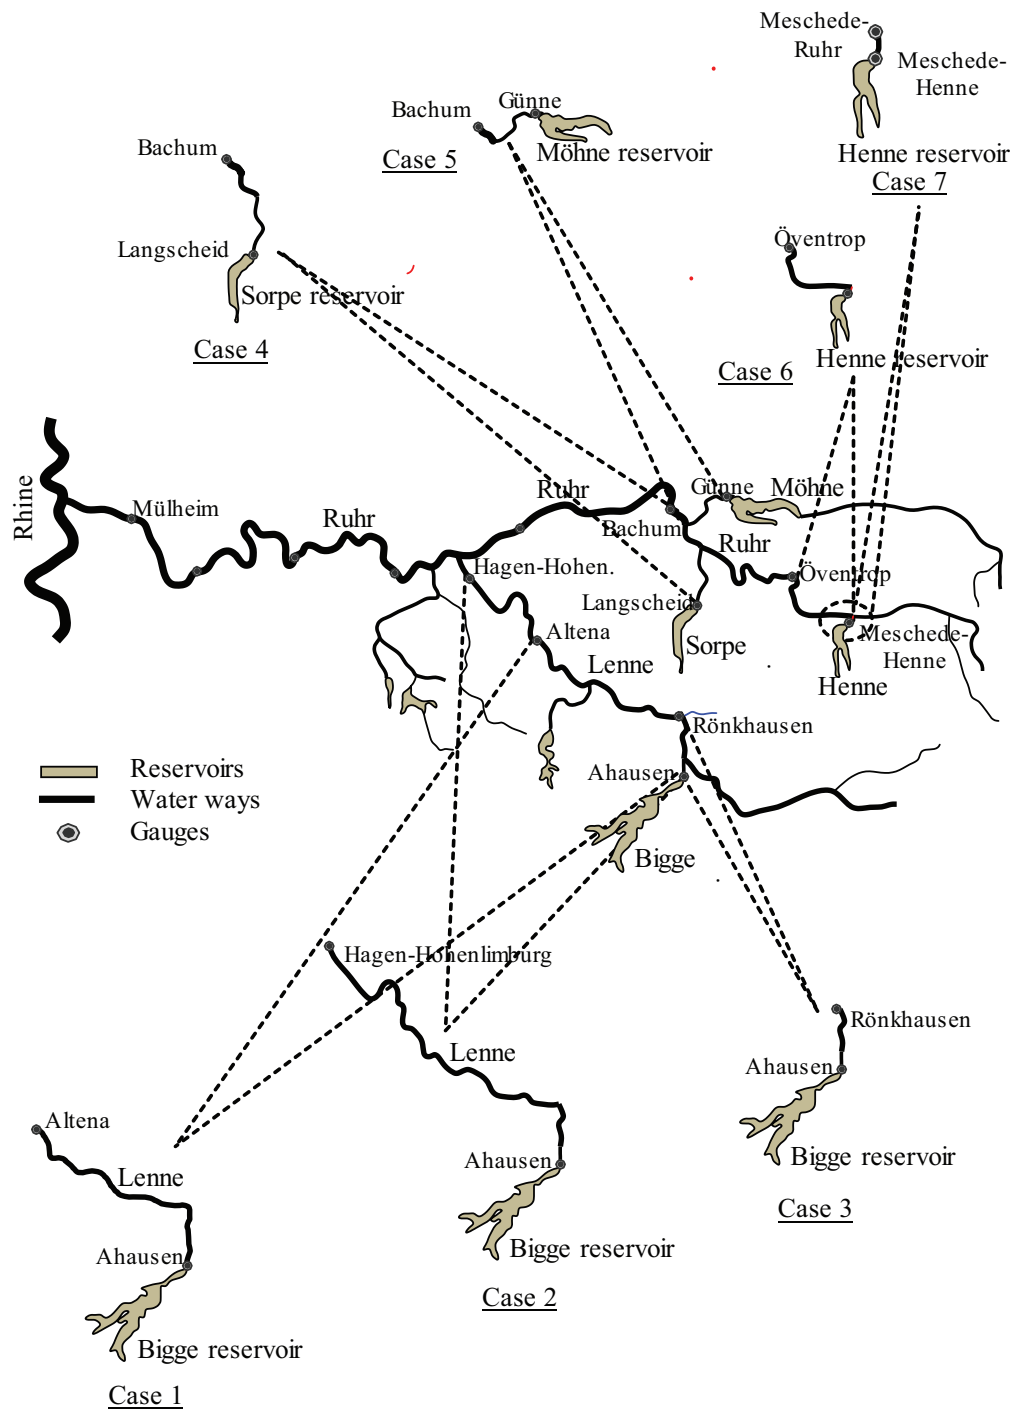 Meschede-
Ruhr
Meschede-
Henne
Henne reservoir
Case 7
Bachum
Günne
Möhne reservoir
Case 5
Bachum
Langscheid
Sorpe reservoir
Case 4
Öventrop
Henne reservoir
Case 6
Rhine
Mülheim
Ruhr
Ruhr
Günne
Möhne
Bachum
Ruhr
Hagen-Hohen.
Öventrop
Langscheid
Altena
Sorpe
Meschede-
Henne
Henne
Lenne
Rönkhausen
Ahausen
Bigge
Reservoirs
Water ways
Gauges
Hagen-Hohenlimburg
Lenne
Ahausen
Bigge reservoir
Case 2
Rönkhausen
Ahausen
Bigge reservoir
Case 3
Altena
Lenne
Ahausen
Bigge reservoir
Case 1